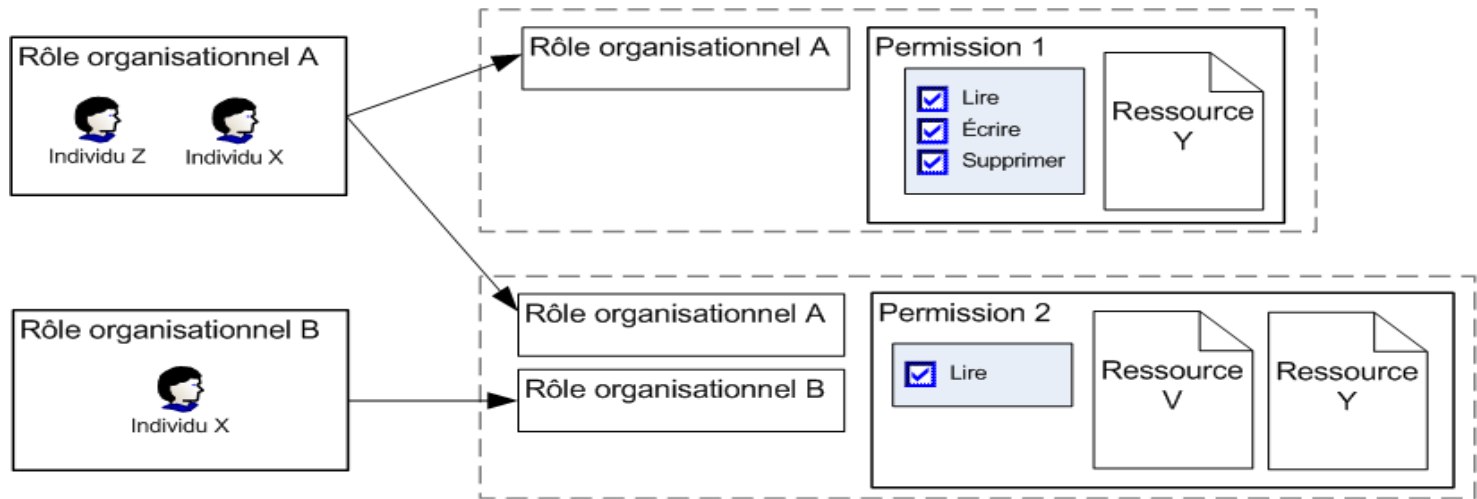 Rôle organisationnel A
Individu Z
Individu X
Rôle organisationnel A
Permission 1
Lire
Écrire
Supprimer
Ressource
Y
Rôle organisationnel B
Individu X
Rôle organisationnel A
Rôle organisationnel B
Permission 2
Lire
Ressource
V
Ressource
Y